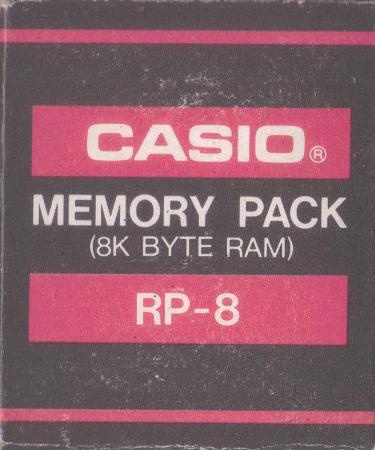 CASIO®
MEMORY PACK
(8K BYTE RAM)
RP-8